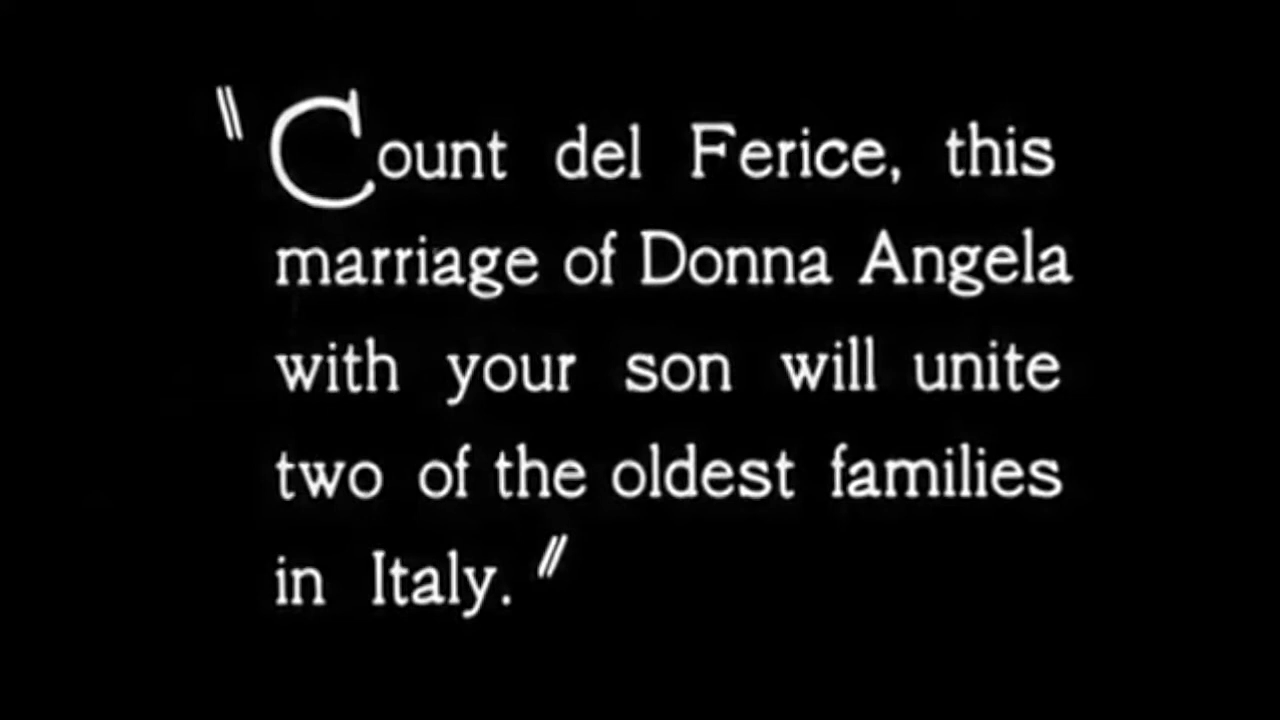 "Count del Ferice, this
marriage of Donna Angela
with your son will unite
two of the oldest families
in Italy."